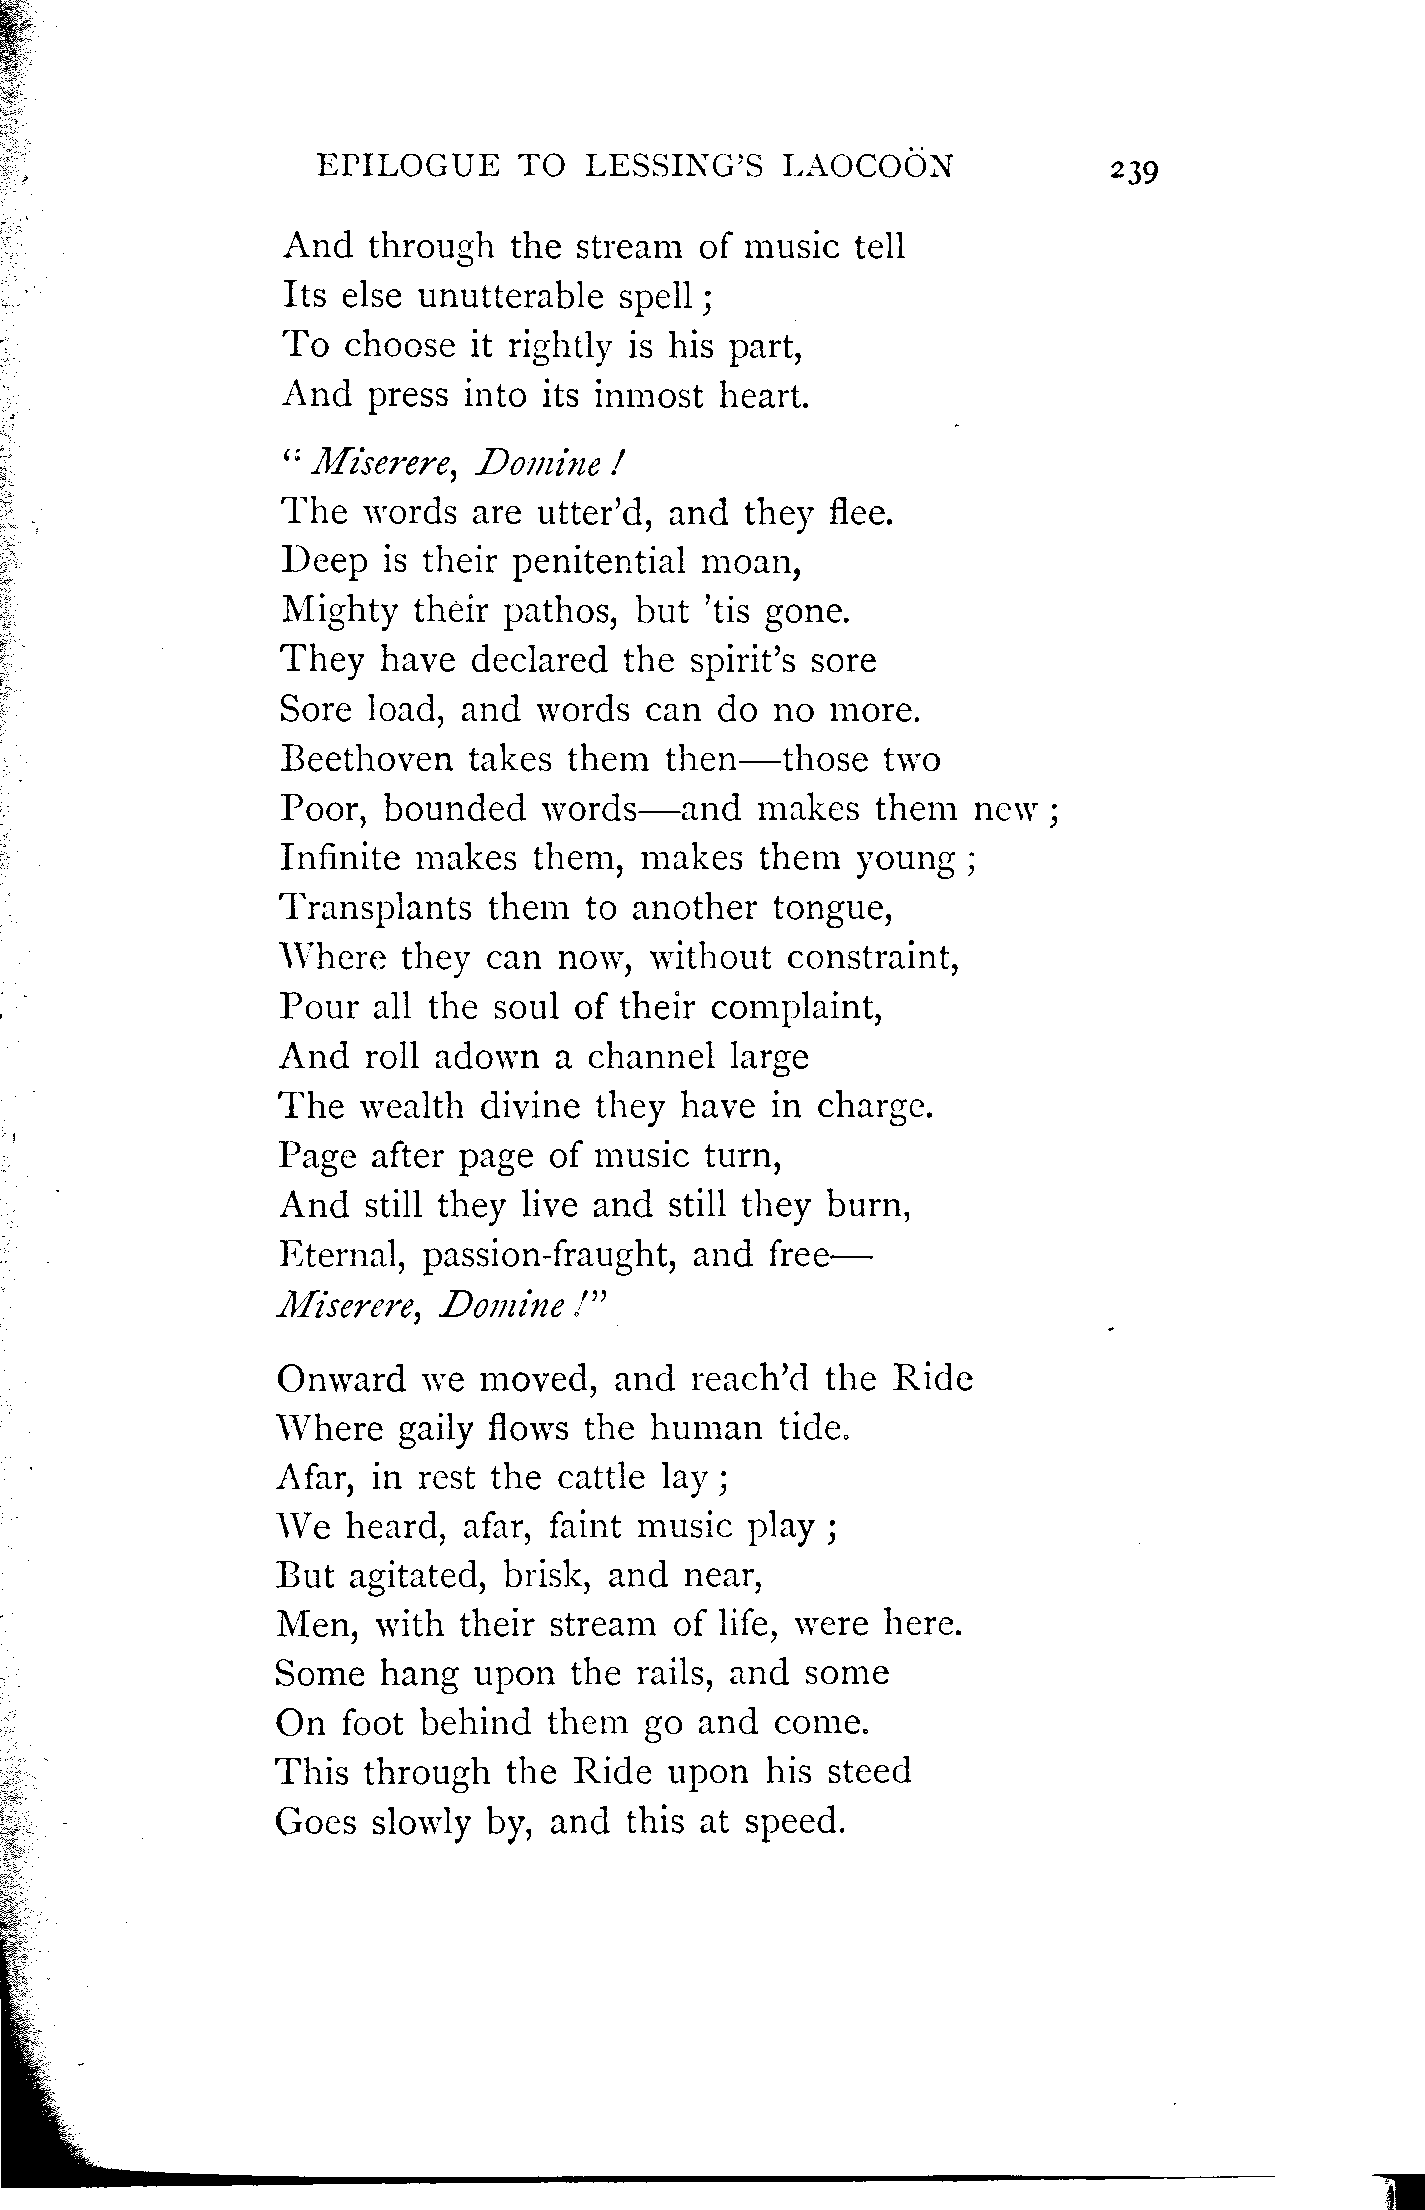 EPILOGUE TO LESSING'S LAOCOÖN 239
And through the stream of music tell
Its else unutterable spell ;
To choose it rightly is his part,
And press into its inmost heart.
“ Miserere, Domine !
The words are utter'd, and they flee.
Deep is their penitential moan,
Mighty their pathos, but 'tis gone.
They have declared the spirit's sore
Sore load, and words can do no more.
Beethoven takes them then—those two
Poor, bounded words—and makes them new ;
Infinite makes them, makes them young ;
Transplants them to another tongue,
Where they can now, without constraint,
Pour all the soul of their complaint,
And roll adown a channel large
The wealth divine they have in charge.
Page after page of music turn,
And still they live and still they burn,
Eternal, passion-fraught, and free—
Miserere, Domine !”
Onward we moved, and reach'd the Ride
Where gaily flows the human tide.
Afar, in rest the cattle lay ;
We heard, afar, faint music play ;
But agitated, brisk, and near,
Men, with their stream of life, were here.
Some hang upon the rails, and some
On foot behind them go and come.
This through the Ride upon his steed
Goes slowly by, and this at speed.